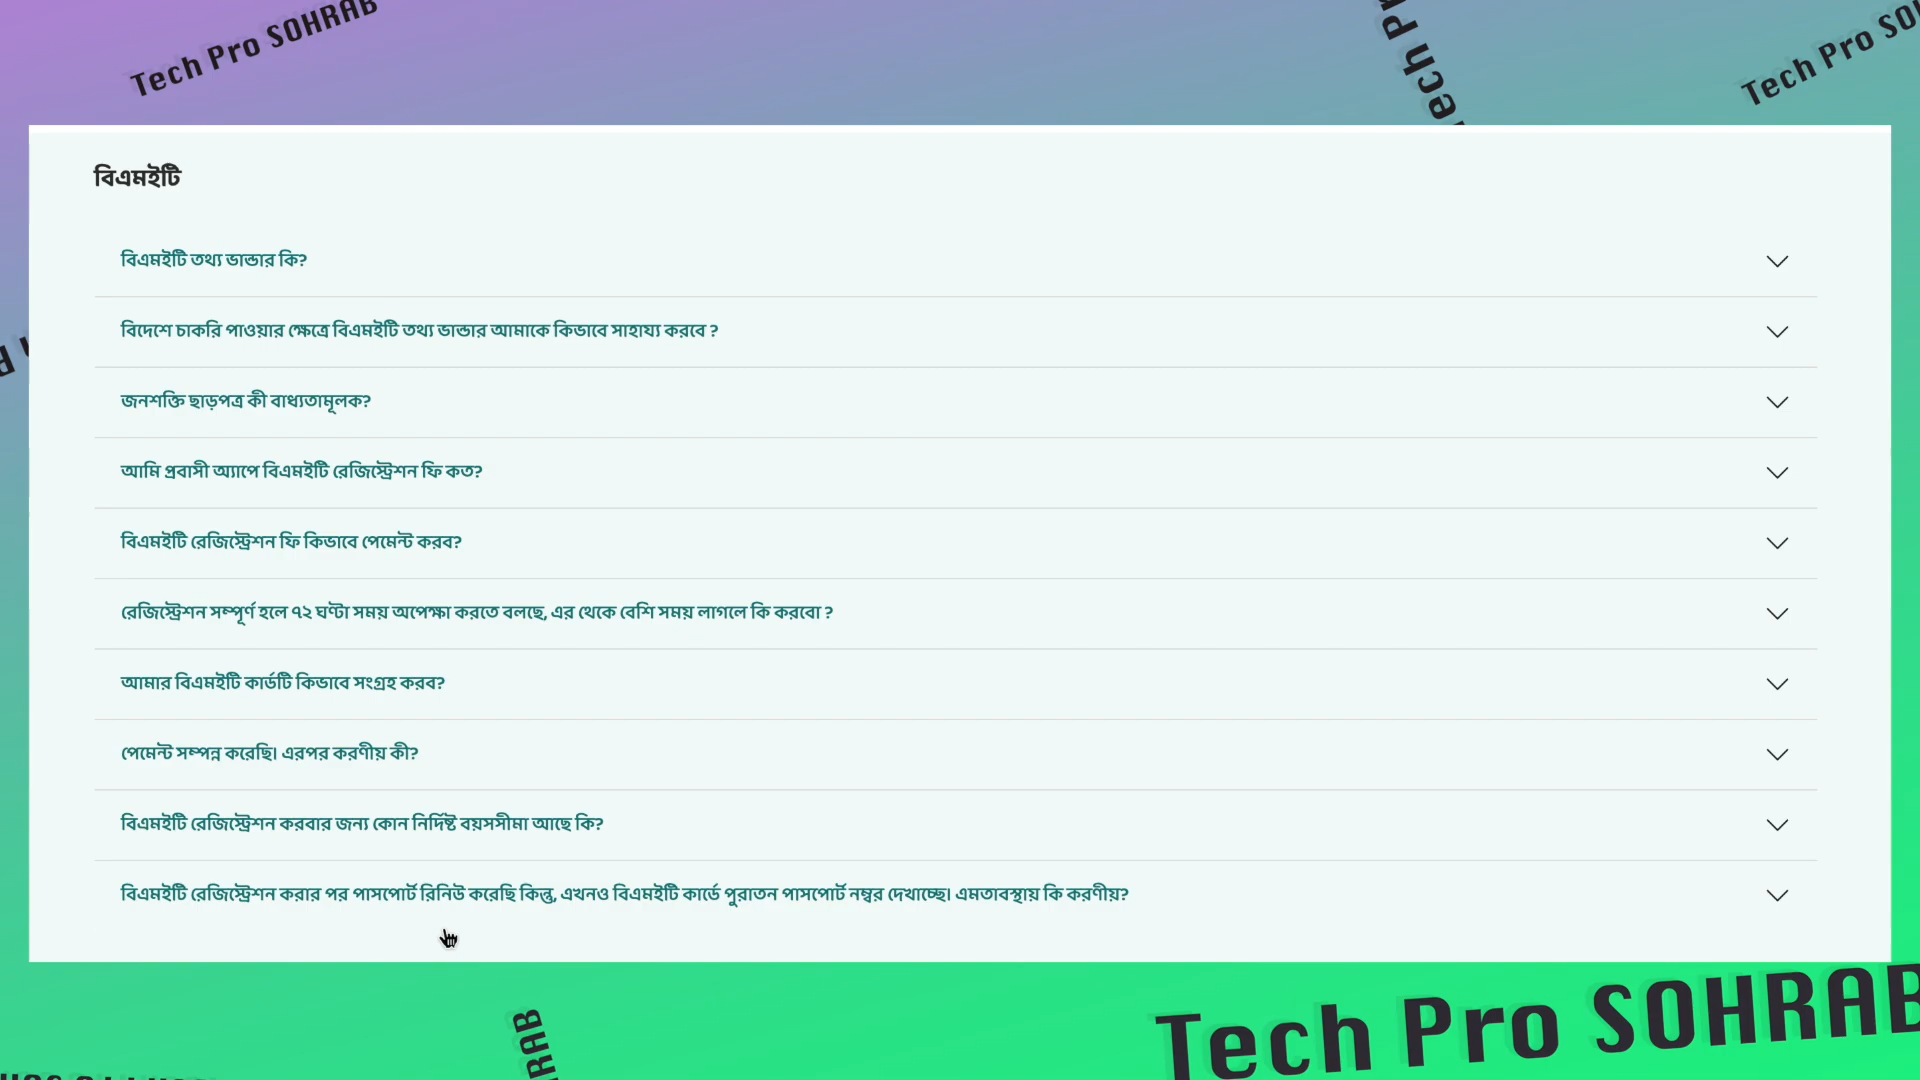 Tech Pro SOHRAB
Tech Pro
বিএমইটি
বিএমইটি তথ্য ভান্ডার কি?
বিদেশে চাকরি পাওয়ার ক্ষেত্রে বিএমইটি তথ্য ভান্ডার আমাকে কিভাবে সাহায্য করবে ?
জনশক্তি ছাড়পত্র কী বাধ্যতামূলক?
আমি প্রবাসী অ্যাপে বিএমইটি রেজিস্ট্রেশন ফি কত?
বিএমইটি রেজিস্ট্রেশন ফি কিভাবে পেমেন্ট করব?
রেজিস্ট্রেশন সম্পূর্ণ হলে ৭২ ঘণ্টা সময় অপেক্ষা করতে বলছে, এর থেকে বেশি সময় লাগলে কি করবো ?
আমার বিএমইটি কার্ডটি কিভাবে সংগ্রহ করব?
পেমেন্ট সম্পন্ন করেছি। এরপর করণীয় কী?
বিএমইটি রেজিস্ট্রেশন করবার জন্য কোন নির্দিষ্ট বয়সসীমা আছে কি?
বিএমইটি রেজিস্ট্রেশন করার পর পাসপোর্ট রিনিউ করেছি কিন্তু, এখনও বিএমইটি কার্ডে পুরাতন পাসপোর্ট নম্বর দেখাচ্ছে। এমতাবস্থায় কি করণীয়?
Tech Pro SOHRAB